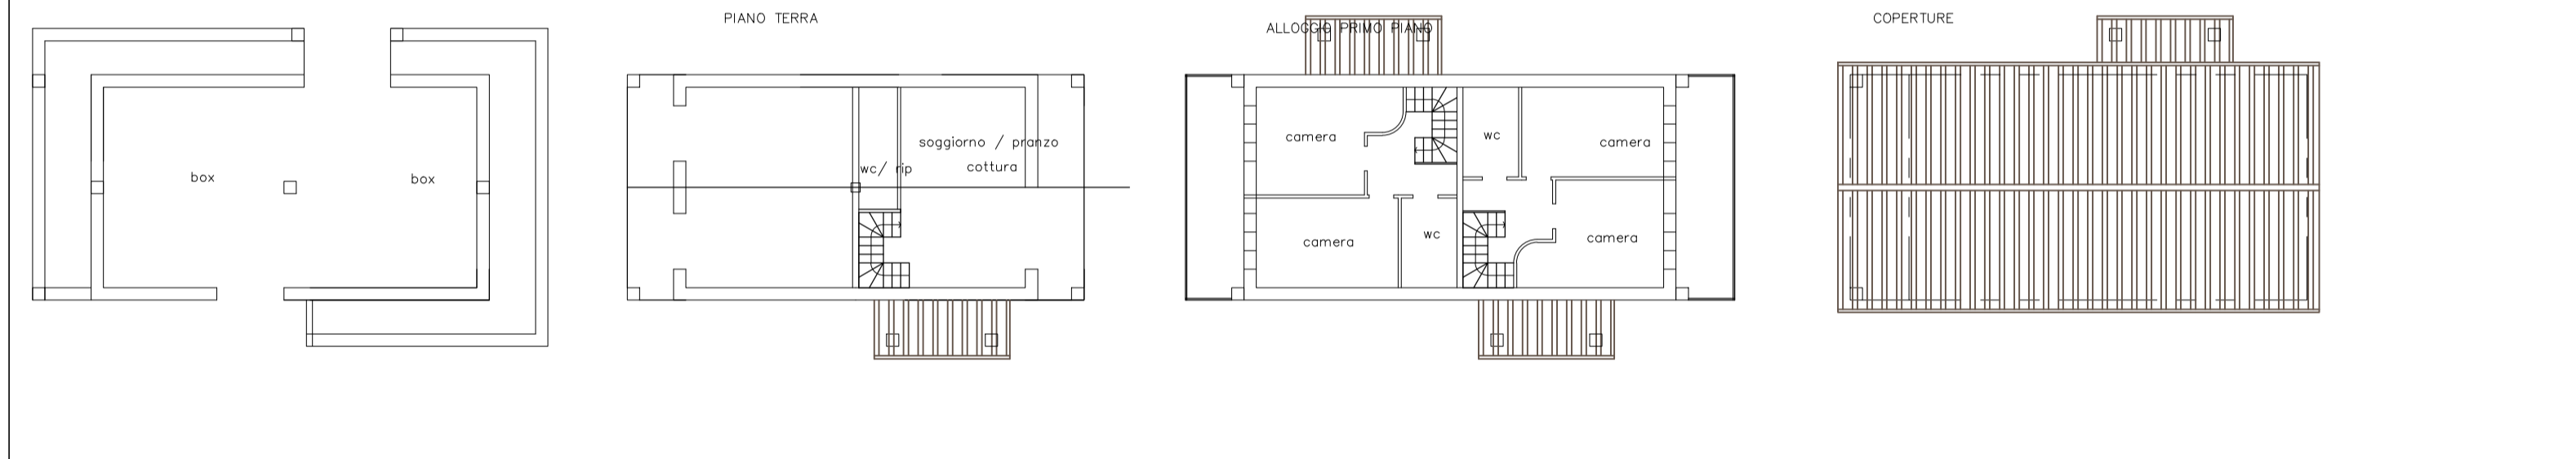 PIANO TERRA
ALLOGGIO PRIMO PIANO
COPERTURE
box
box
soggiorno / pranzo
wc/ rip
cottura
camera
wc
camera
camera
wc
camera